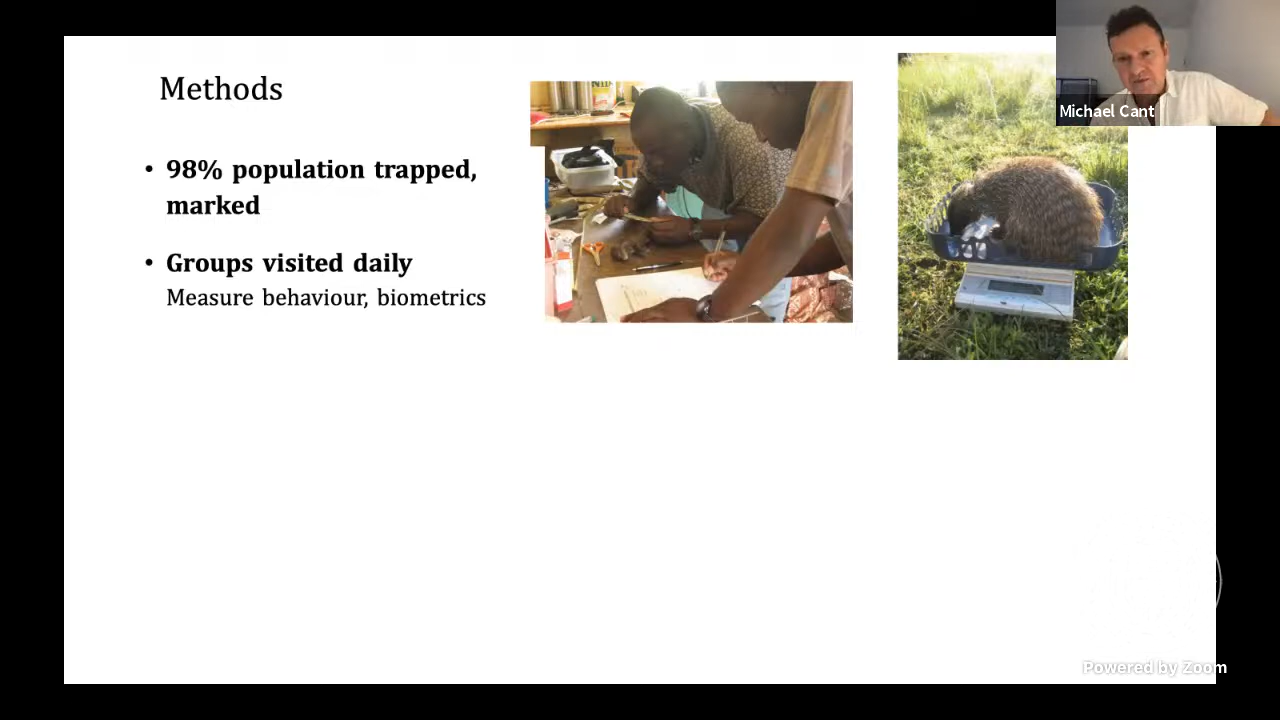 Methods
• 98% population trapped,
marked
• Groups visited daily
Measure behaviour, biometrics
Michael Cant
Powered by Zoom